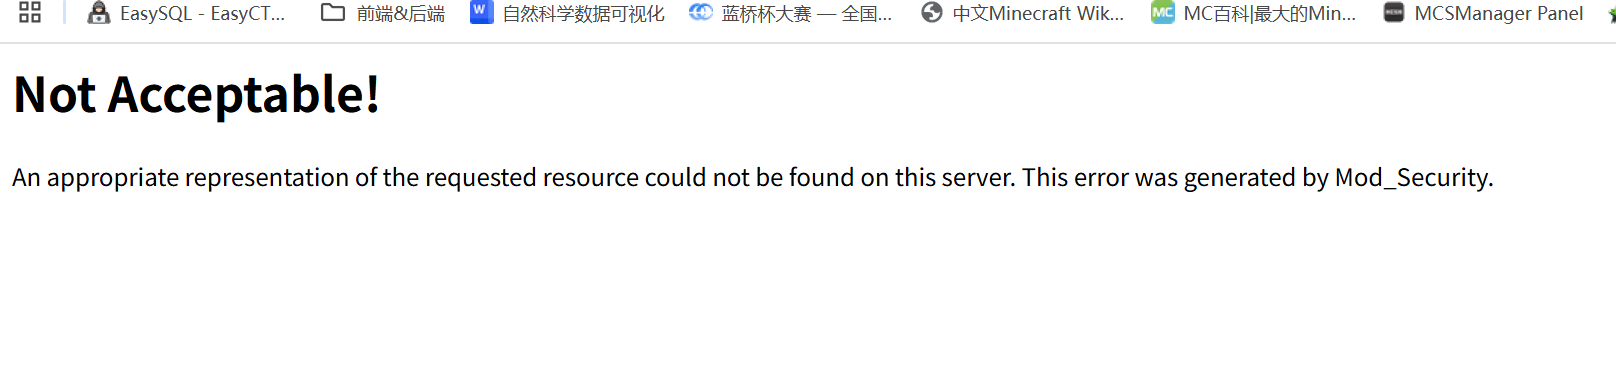 EasySQL - EasyCT... 前端&后端 W 自然科学数据可视化 蓝桥杯大赛 — 全国... 中文Minecraft Wik... MC MC百科|最大的Min... MCSManager Panel
Not Acceptable!
An appropriate representation of the requested resource could not be found on this server. This error was generated by Mod_Security.